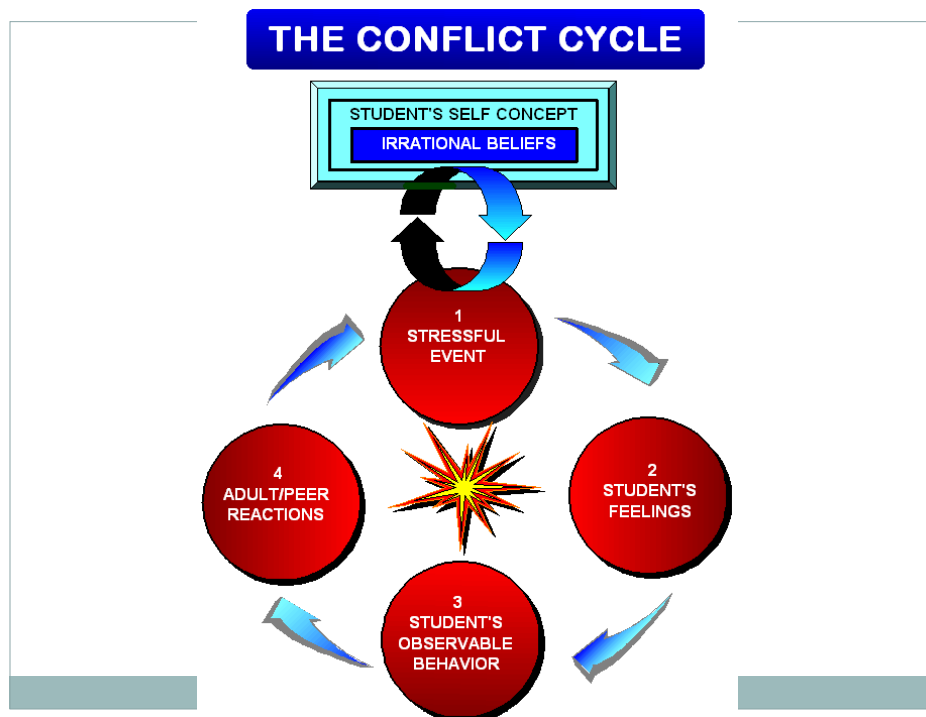 THE CONFLICT CYCLE
STUDENT'S SELF CONCEPT
IRRATIONAL BELIEFS
1
STRESSFUL
EVENT
2
STUDENT'S
FEELINGS
3
STUDENT'S
OBSERVABLE
BEHAVIOR
4
ADULT/PEER
REACTIONS